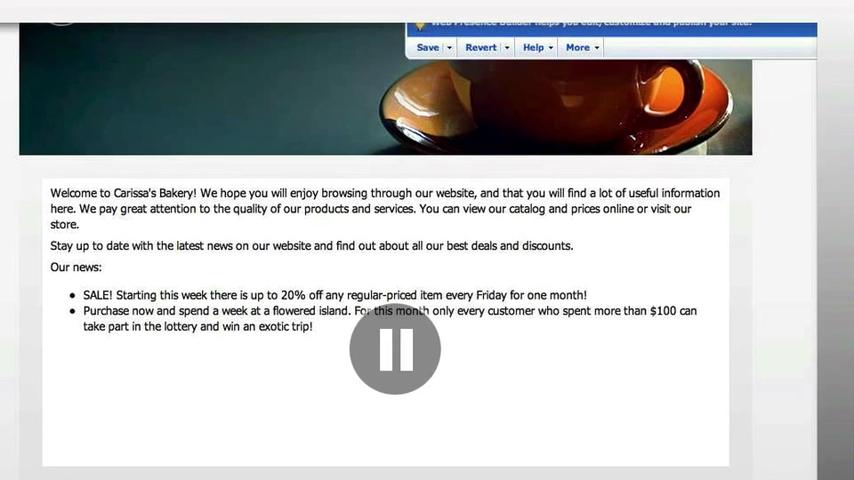 Web Presence Builder helps you edit, customize and publish your site.
Save
Revert
Help
More
Welcome to Carissa's Bakery! We hope you will enjoy browsing through our website, and that you will find a lot of useful information
here. We pay great attention to the quality of our products and services. You can view our catalog and prices online or visit our
store.
Stay up to date with the latest news on our website and find out about all our best deals and discounts.
Our news:
• SALE! Starting this week there is up to 20% off any regular-priced item every Friday for one month!
• Purchase now and spend a week at a flowered island. For this month only every customer who spent more than $100 can
take part in the lottery and win an exotic trip!